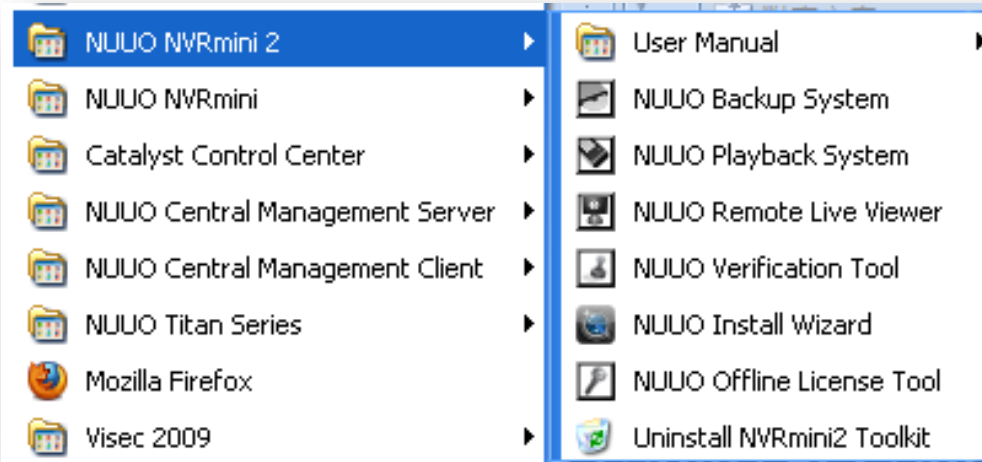 NUUO NVRmini 2
NUUO NVRmini
Catalyst Control Center
NUUO Central Management Server
NUUO Central Management Client
NUUO Titan Series
Mozilla Firefox
Visec 2009
User Manual
NUUO Backup System
NUUO Playback System
NUUO Remote Live Viewer
NUUO Verification Tool
NUUO Install Wizard
NUUO Offline License Tool
Uninstall NVRmini2 Toolkit